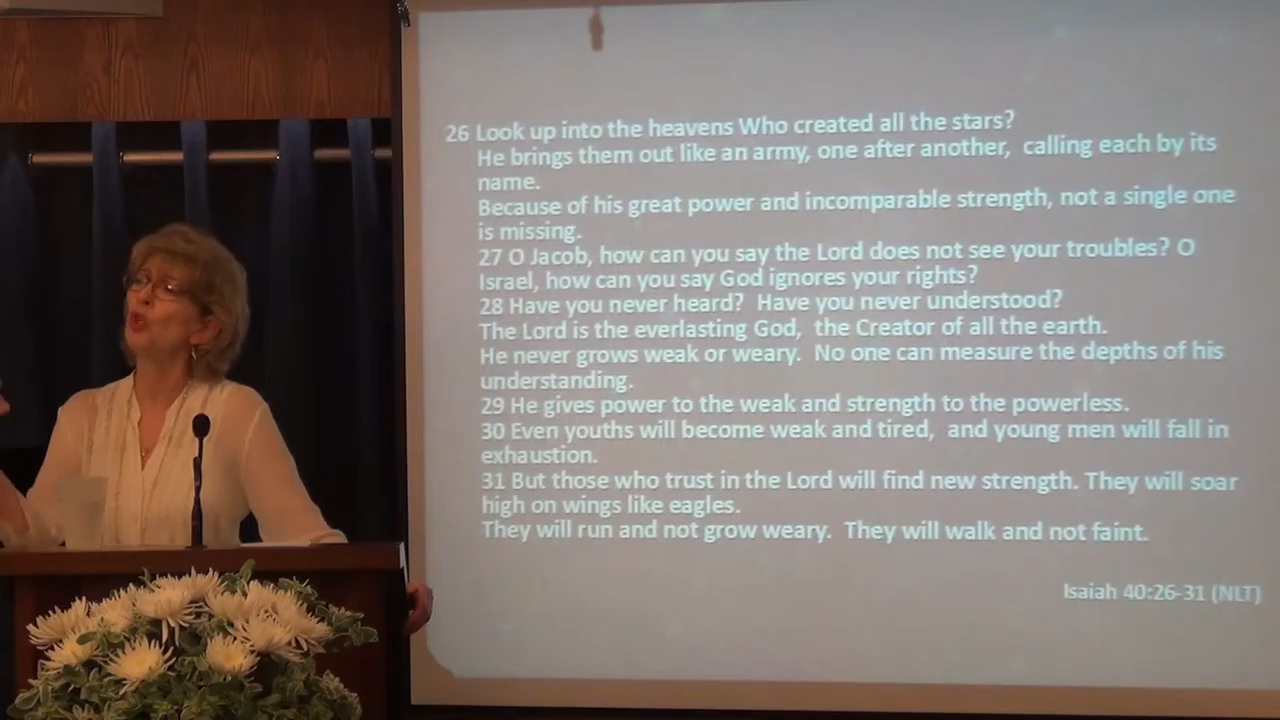 26 Look up into the heavens Who created all the stars?
He brings them out like an army, one after another,  calling each by its
name.
Because of his great power and incomparable strength, not a single one
is missing.
27 O Jacob, how can you say the Lord does not see your troubles? O
Israel, how can you say God ignores your rights?
28 Have you never heard?  Have you never understood?
The Lord is the everlasting God,  the Creator of all the earth.
He never grows weak or weary.  No one can measure the depths of his
understanding.
29 He gives power to the weak and strength to the powerless.
30 Even youths will become weak and tired,  and young men will fall in
exhaustion.
31 But those who trust in the Lord will find new strength. They will soar
high on wings like eagles.
They will run and not grow weary.  They will walk and not faint.
Isaiah 40:26-31 (NLT)